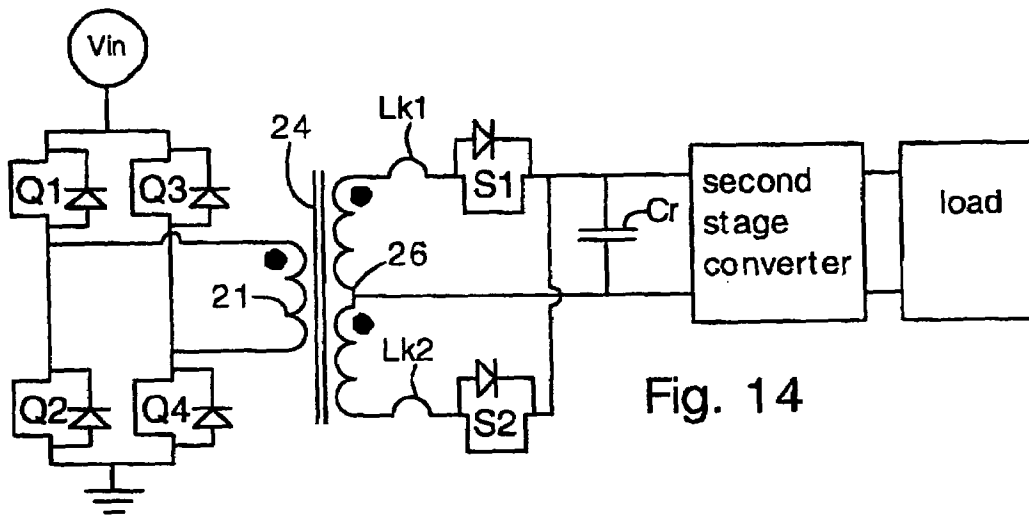 Vin
24
Lk1
Q1
Q3
S1
second
stage
converter
load
Cr
26
21
Lk2
Q2
Q4
S2
Fig. 14